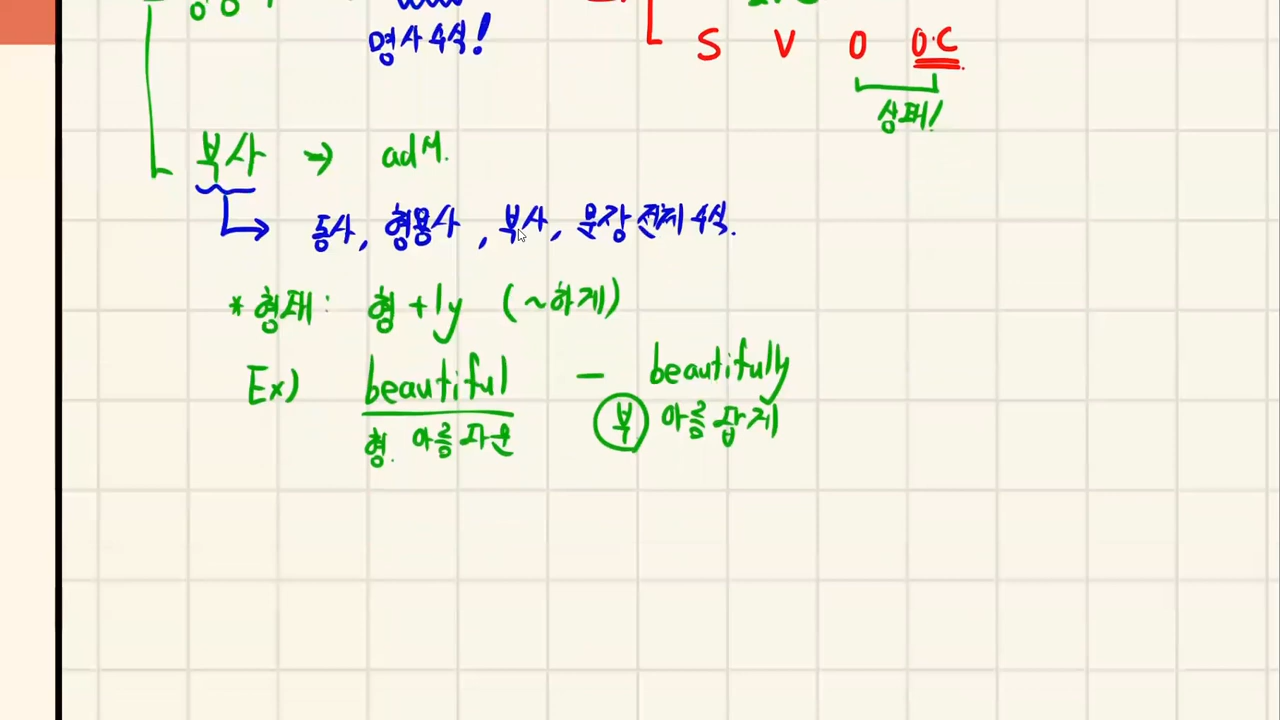 명사 수식!
S V O O·C
상태!
부사 → adM.
동사, 형용사, 부사, 문장 전체 수식.
* 형태: 형+ly (~하게)
Ex) beautiful - beautifully
형. 아름다운 부 아름답게